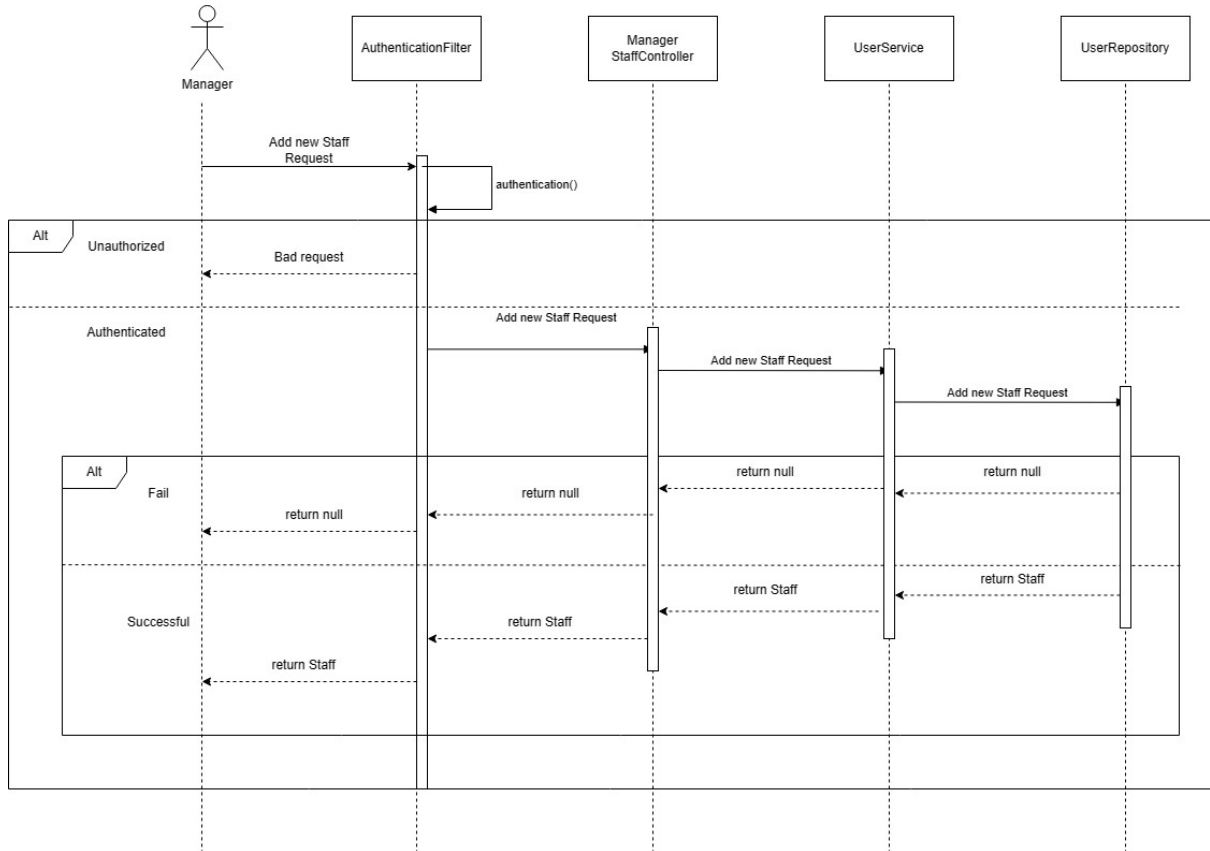 Manager
AuthenticationFilter
Manager
StaffController
UserService
UserRepository
Add new Staff
Request
authentication()
Alt
Unauthorized
Bad request
Authenticated
Add new Staff Request
Add new Staff Request
Add new Staff Request
Alt
Fail
return null
return null
return null
return null
return Staff
return Staff
Successful
return Staff
return Staff